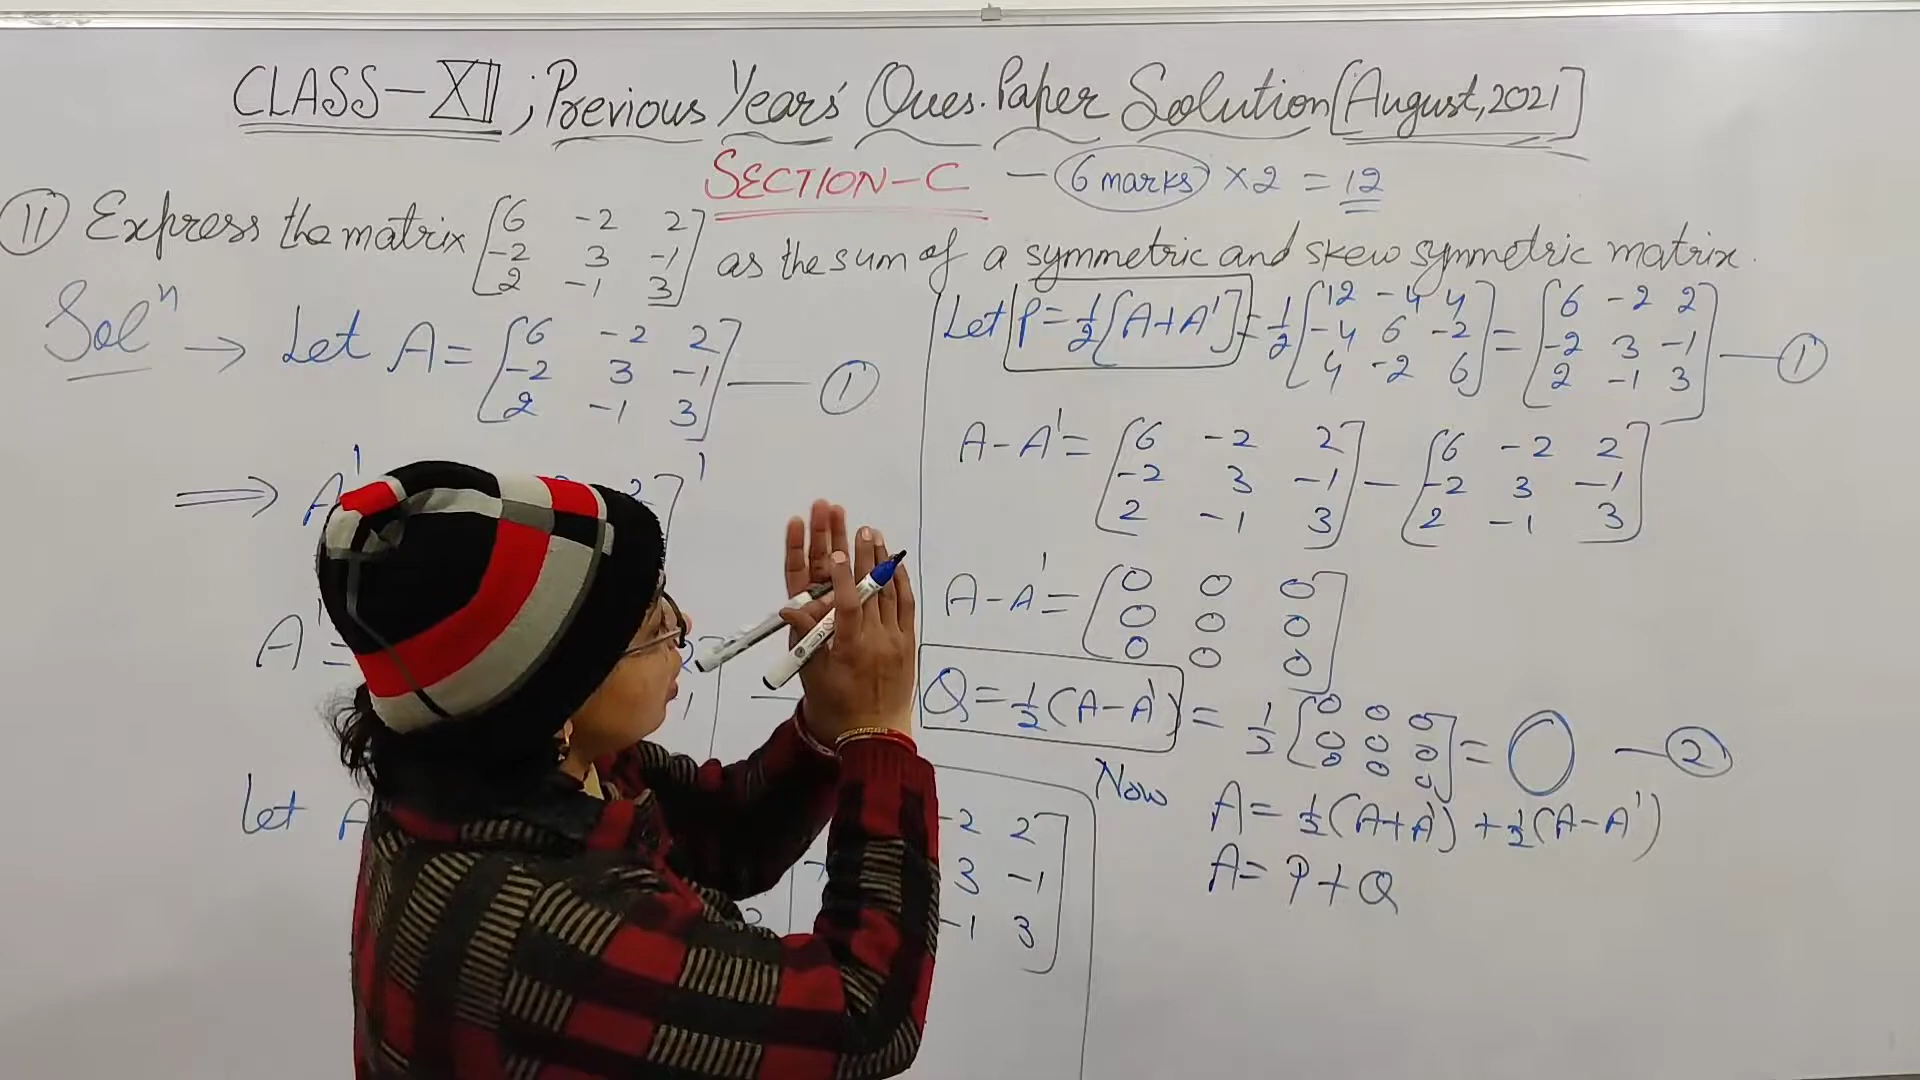 CLASS-XII; Previous Years' Ques. Paper Solution [August, 2021]
SECTION-C - 6 marks × 2 = 12
11 Express the matrix [6 -2 2
-2 3 -1
2 -1 3] as the sum of a symmetric and skew symmetric matrix.
Solⁿ → Let A = [6 -2 2
-2 3 -1
2 -1 3] — 1
⇒ A'
A' =
Let A
-2 2
3 -1
-1 3]
Let P = 1/2 [A+A'] = 1/2 [12 -4 4
-4 6 -2
4 -2 6] = [6 -2 2
-2 3 -1
2 -1 3] — 1
A-A' = [6 -2 2
-2 3 -1
2 -1 3] - [6 -2 2
-2 3 -1
2 -1 3]
A-A' = [0 0 0
0 0 0
0 0 0]
Q = 1/2 (A-A') = 1/2 [0 0 0
0 0 0
0 0 0] = O — 2
Now A = 1/2 (A+A') + 1/2 (A-A')
A = P+Q